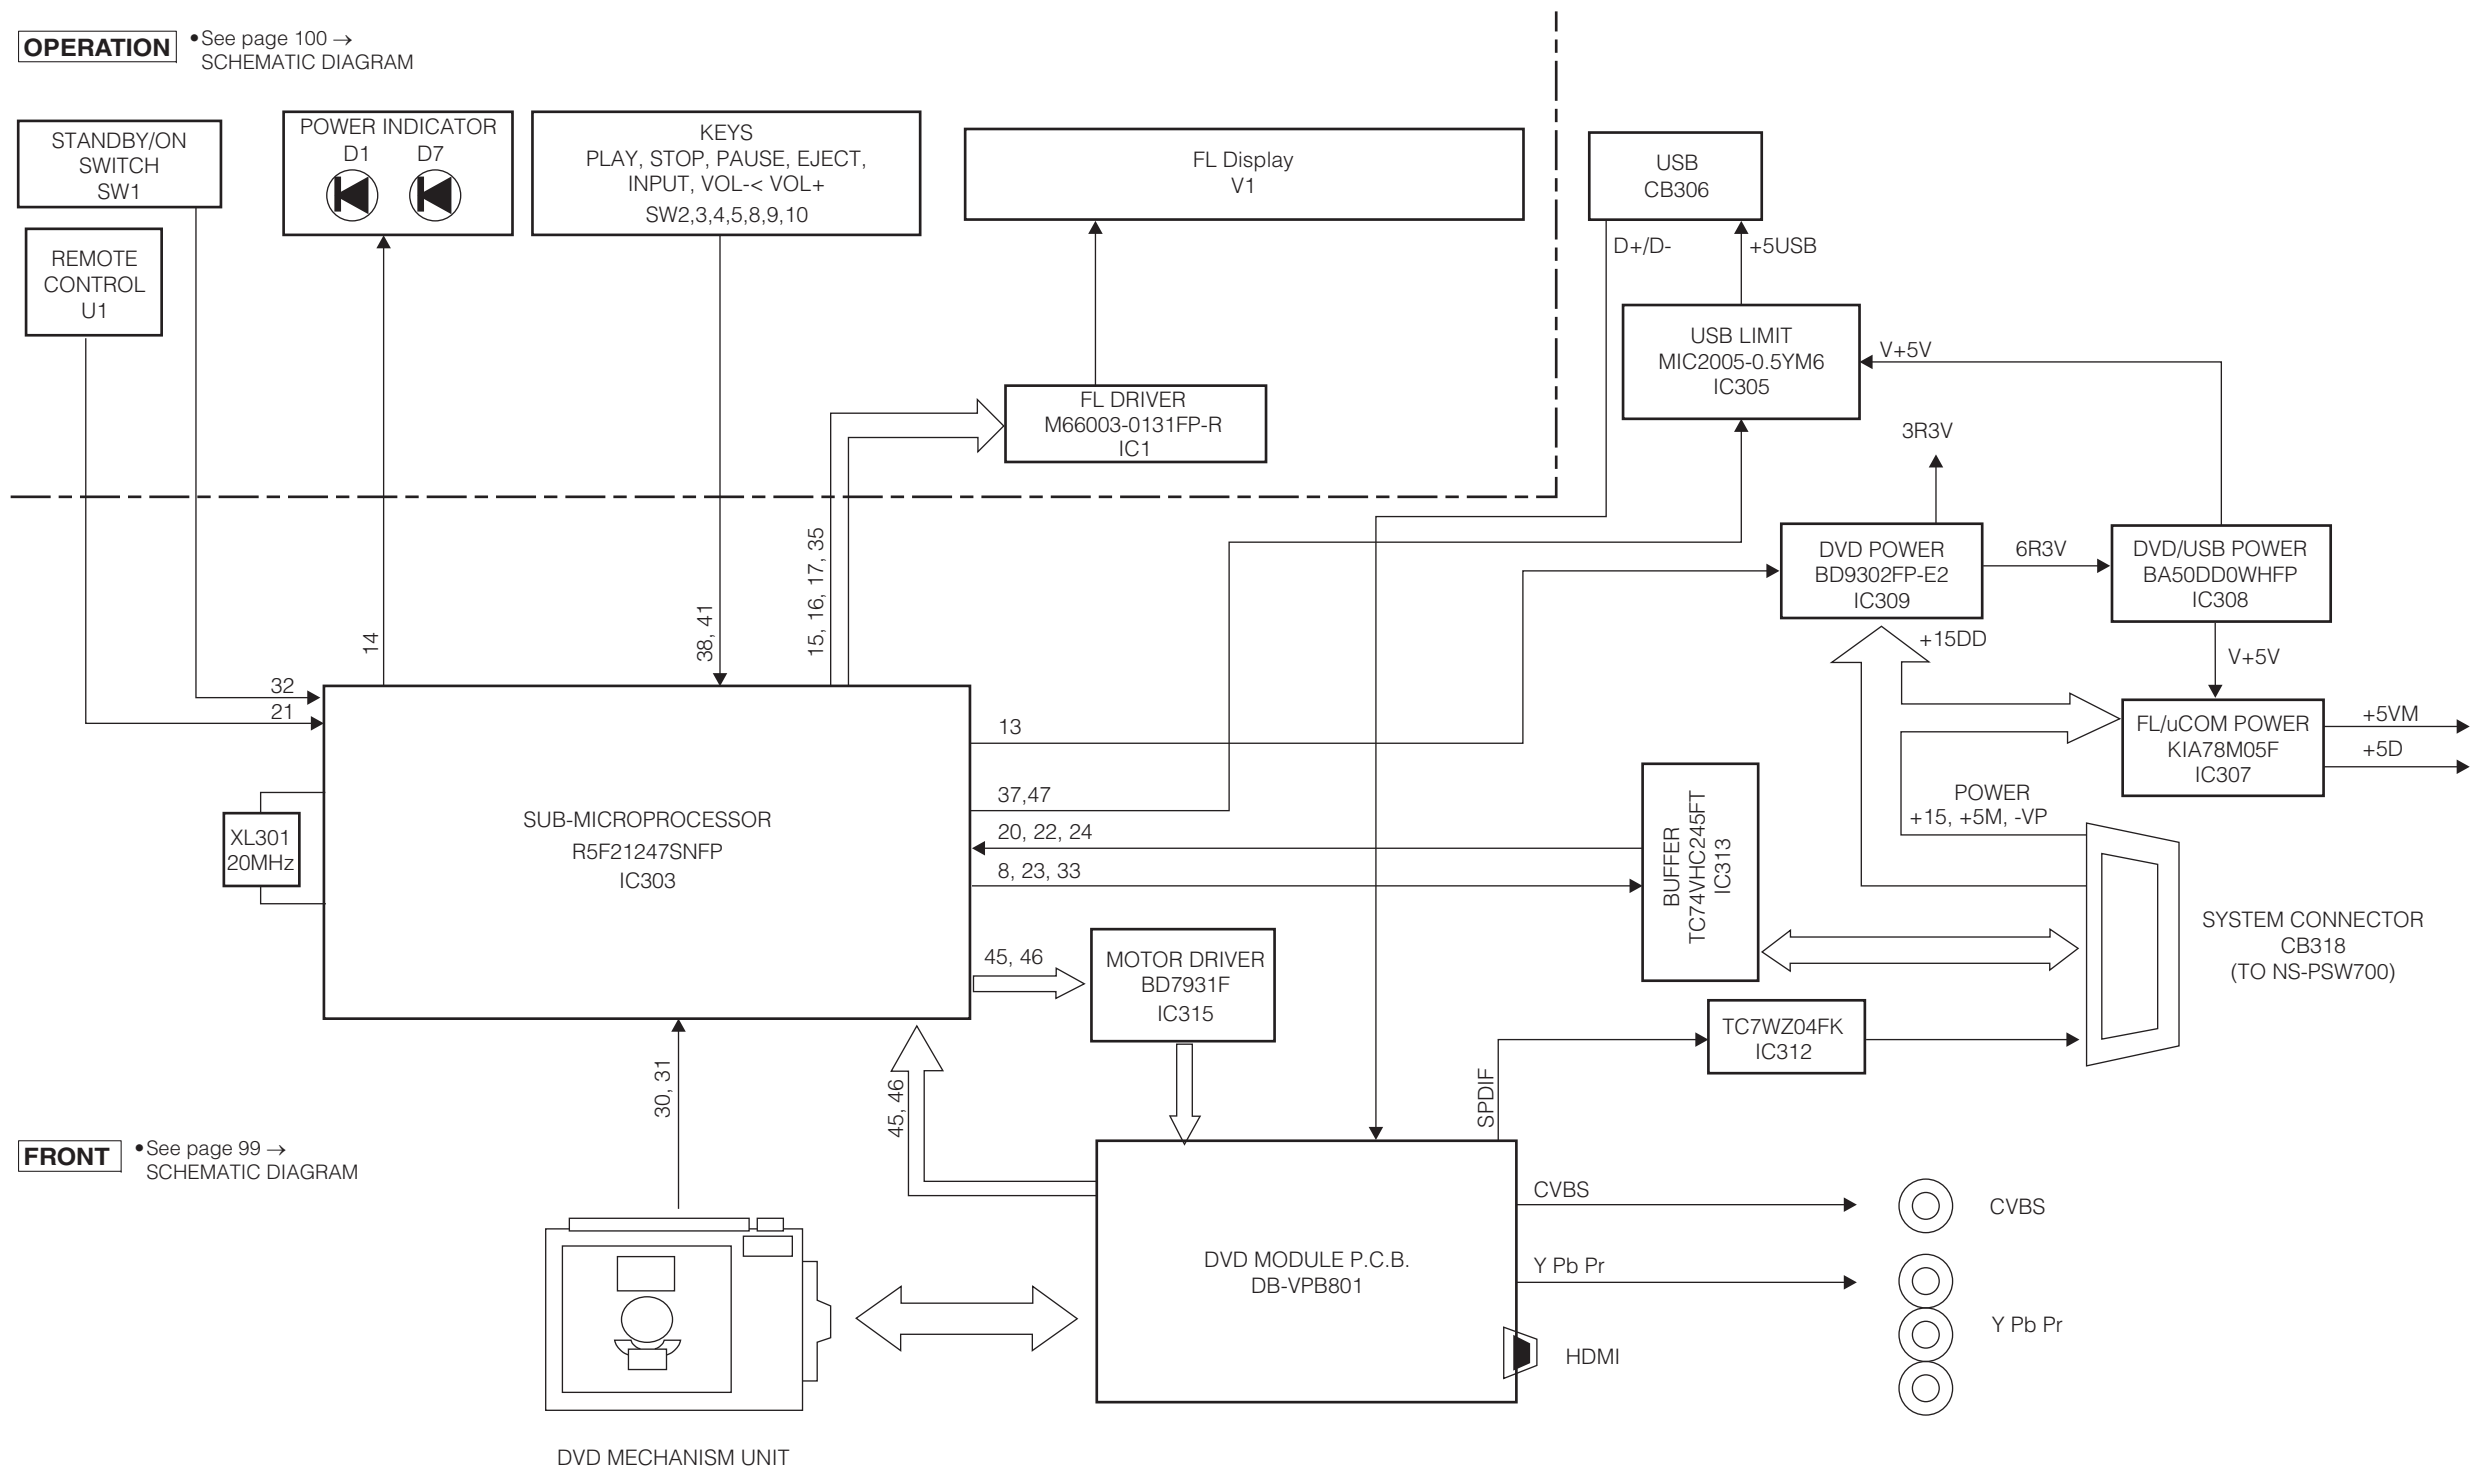 OPERATION
•See page 100 →
SCHEMATIC DIAGRAM
STANDBY/ON
SWITCH
SW1
POWER INDICATOR
D1 D7
KEYS
PLAY, STOP, PAUSE, EJECT,
INPUT, VOL-< VOL+
SW2,3,4,5,8,9,10
FL Display
V1
USB
CB306
REMOTE
CONTROL
U1
D+/D-
+5USB
USB LIMIT
MIC2005-0.5YM6
IC305
V+5V
FL DRIVER
M66003-0131FP-R
IC1
3R3V
DVD POWER
BD9302FP-E2
IC309
6R3V
DVD/USB POWER
BA50DD0WHFP
IC308
14
38, 41
15, 16, 17, 35
+15DD
V+5V
32
21
13
FL/uCOM POWER
KIA78M05F
IC307
+5VM
+5D
XL301
20MHz
SUB-MICROPROCESSOR
R5F21247SNFP
IC303
37,47
20, 22, 24
8, 23, 33
BUFFER
TC74VHC245FT
IC313
POWER
+15, +5M, -VP
SYSTEM CONNECTOR
CB318
(TO NS-PSW700)
45, 46
MOTOR DRIVER
BD7931F
IC315
TC7WZ04FK
IC312
30, 31
45, 46
SPDIF
FRONT
•See page 99 →
SCHEMATIC DIAGRAM
DVD MODULE P.C.B.
DB-VPB801
CVBS
CVBS
Y Pb Pr
Y Pb Pr
HDMI
DVD MECHANISM UNIT